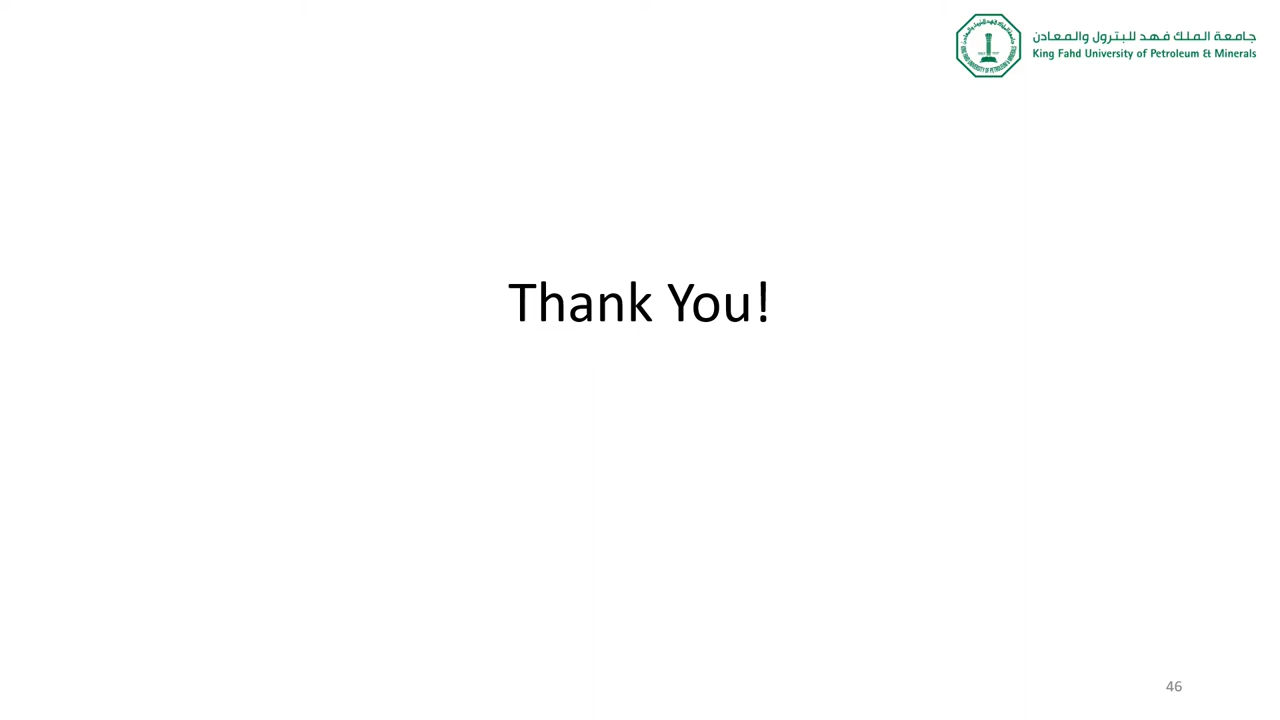 جامعة الملك فهد للبترول والمعادن
King Fahd University of Petroleum & Minerals
Thank You!
46